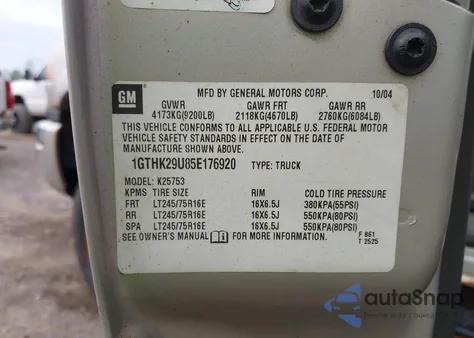 GM
MFD BY GENERAL MOTORS CORP. 10/04
GVWR GAWR FRT GAWR RR
4173KG(9200LB) 2118KG(4670LB) 2760KG(6084LB)
THIS VEHICLE CONFORMS TO ALL APPLICABLE U.S. FEDERAL MOTOR
VEHICLE SAFETY STANDARDS IN EFFECT ON THE DATE OF
MANUFACTURE SHOWN ABOVE.
1GTHK29U85E176920 TYPE: TRUCK
MODEL: K25753
KPMS TIRE SIZE RIM COLD TIRE PRESSURE
FRT LT245/75R16E 16X6.5J 380KPA(55PSI)
RR LT245/75R16E 16X6.5J 550KPA(80PSI)
SPA LT245/75R16E 16X6.5J 550KPA(80PSI)
SEE OWNER'S MANUAL FOR MORE INFORMATION.
F 861
T 2525
autoSnap